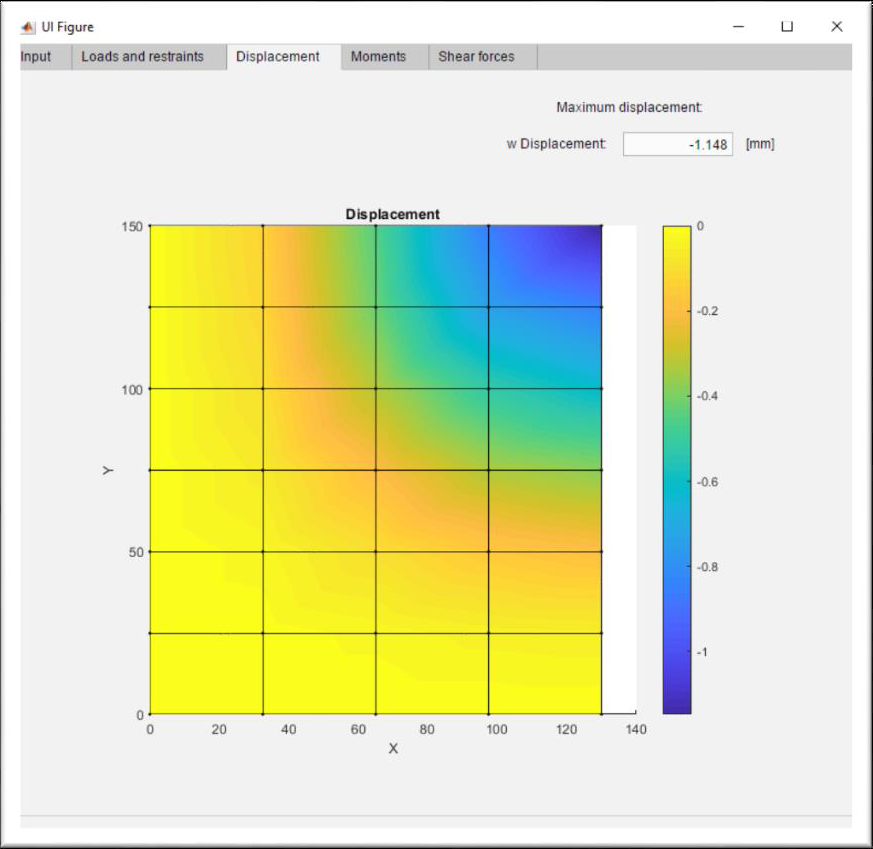 UI Figure
Input Loads and restraints Displacement Moments Shear forces
Maximum displacement:
w Displacement: -1.148 [mm]
Displacement
150
100
50
0
Y
0 20 40 60 80 100 120 140
X
0
-0.2
-0.4
-0.6
-0.8
-1